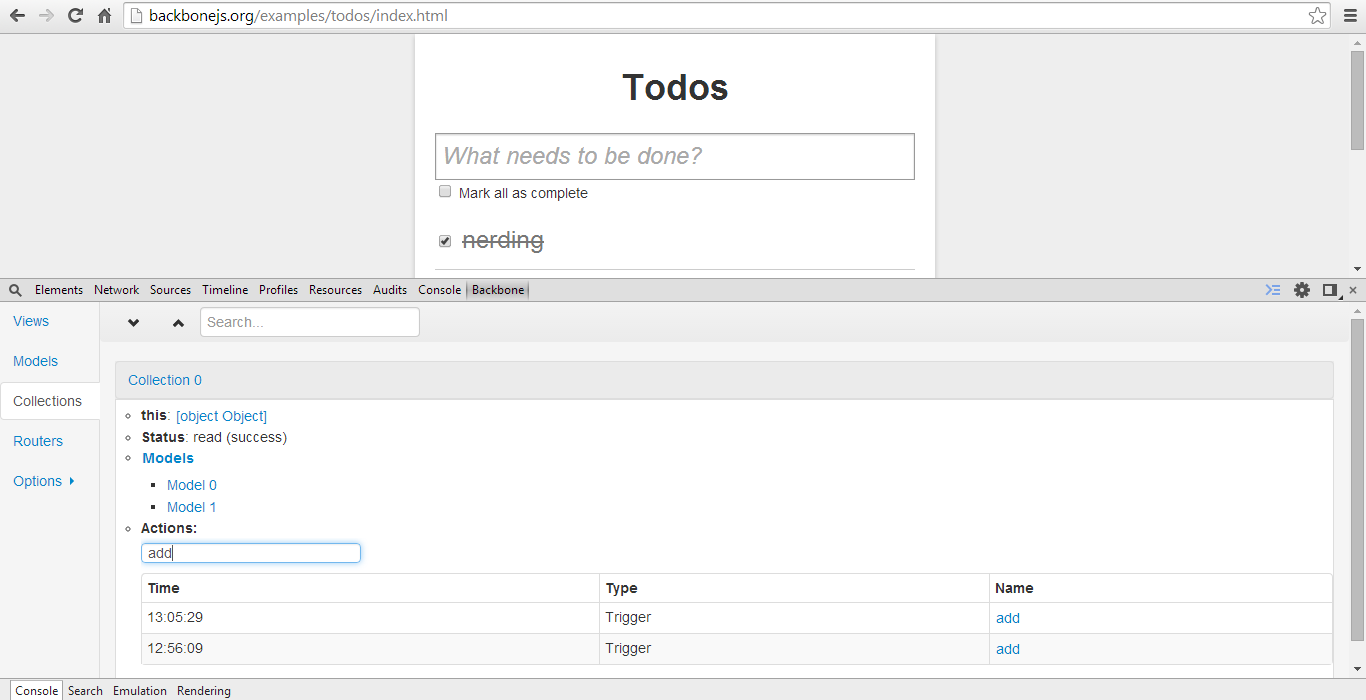 backbonejs.org/examples/todos/index.html
Todos
What needs to be done?
Mark all as complete
nerding
Elements Network Sources Timeline Profiles Resources Audits Console Backbone
Views
Search...
Models
Collection 0
Collections
this: [object Object]
Status: read (success)
Routers
Models
Options
Model 0
Model 1
Actions:
add
Time Type Name
13:05:29 Trigger add
12:56:09 Trigger add
Console Search Emulation Rendering